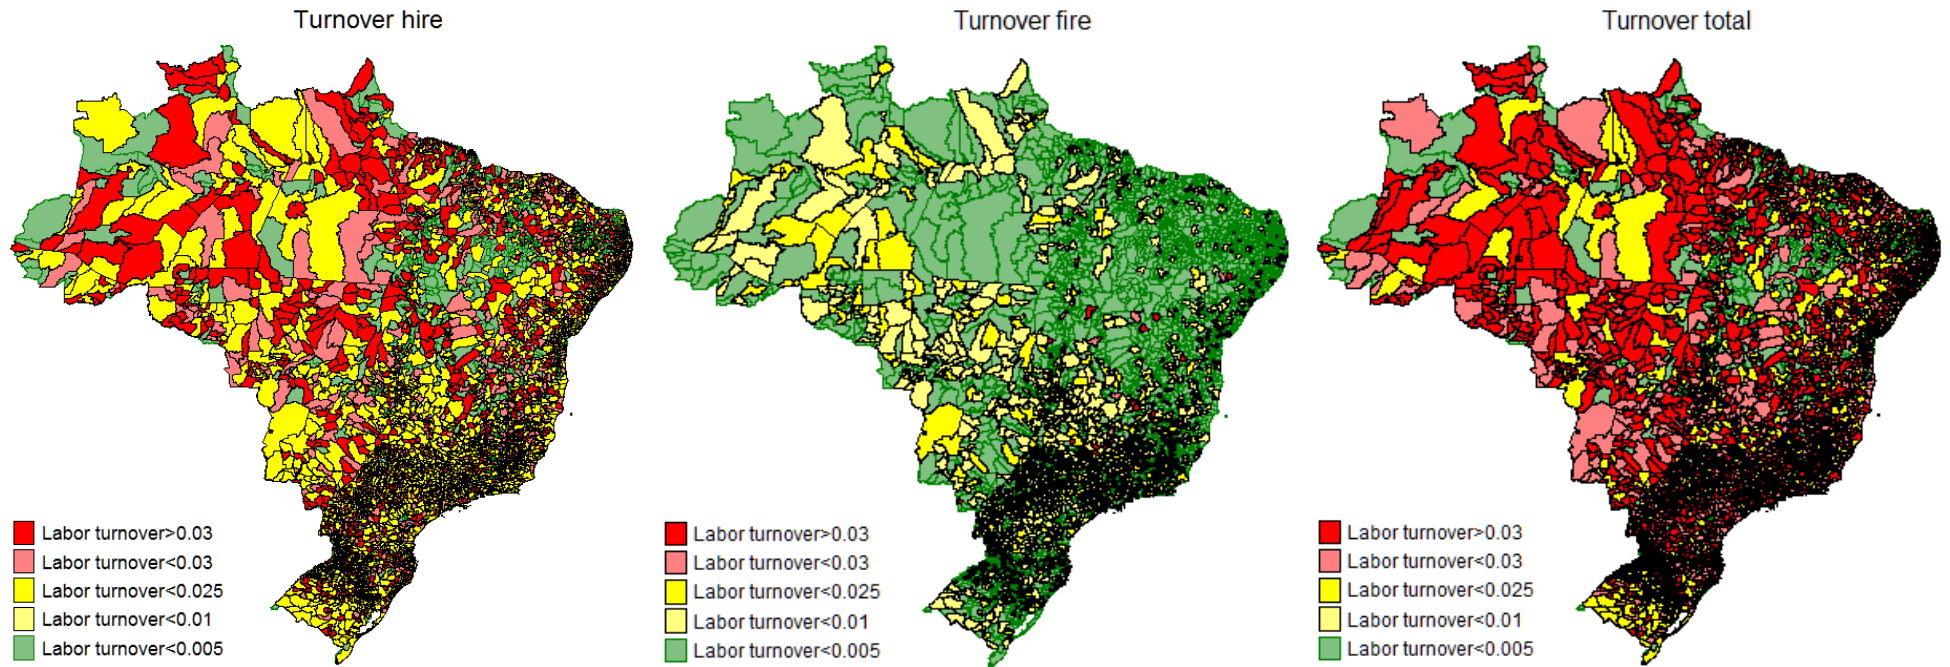 Turnover hire
Labor turnover>0.03
Labor turnover<0.03
Labor turnover<0.025
Labor turnover<0.01
Labor turnover<0.005
Turnover fire
Labor turnover>0.03
Labor turnover<0.03
Labor turnover<0.025
Labor turnover<0.01
Labor turnover<0.005
Turnover total
Labor turnover>0.03
Labor turnover<0.03
Labor turnover<0.025
Labor turnover<0.01
Labor turnover<0.005